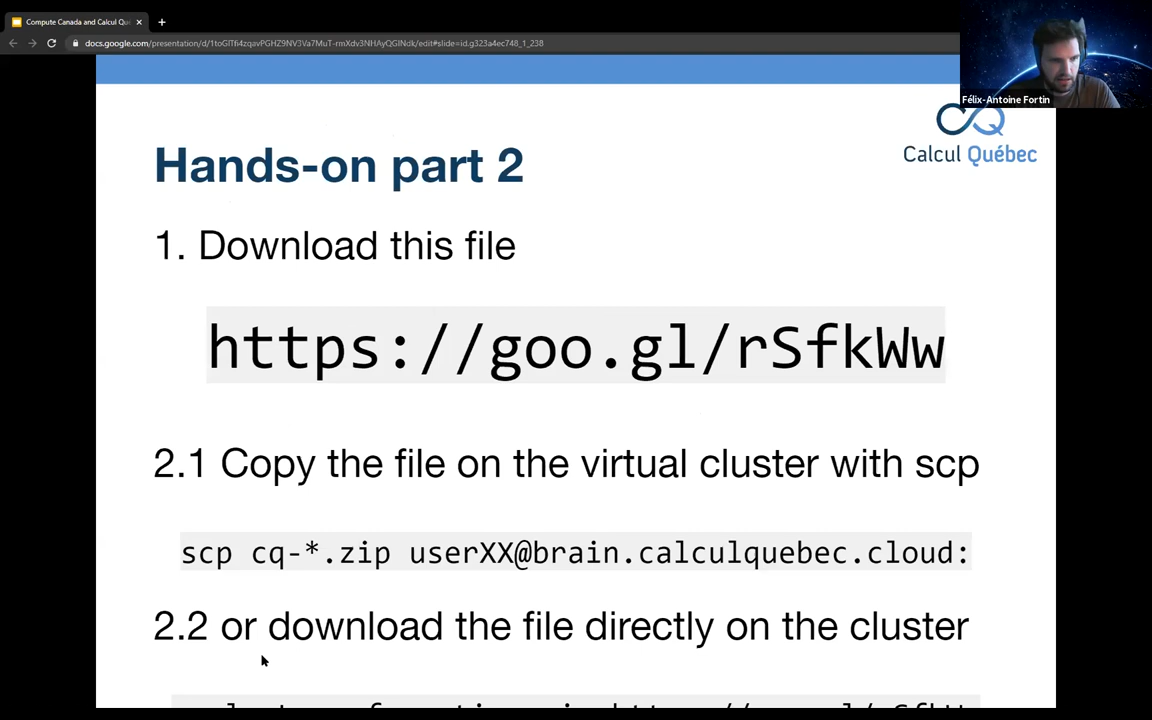 Compute Canada and Calcul Qué
docs.google.com/presentation/d/1toGlTfi4zqavPGHZ9NV3Va7MuT-rmXdv3NHAyQGINdk/edit#slide=id.g323a4ec748_1_238
Félix-Antoine Fortin
Calcul Québec
Hands-on part 2
1. Download this file
https://goo.gl/rSfkWw
2.1 Copy the file on the virtual cluster with scp
scp cq-*.zip userXX@brain.calculquebec.cloud:
2.2 or download the file directly on the cluster